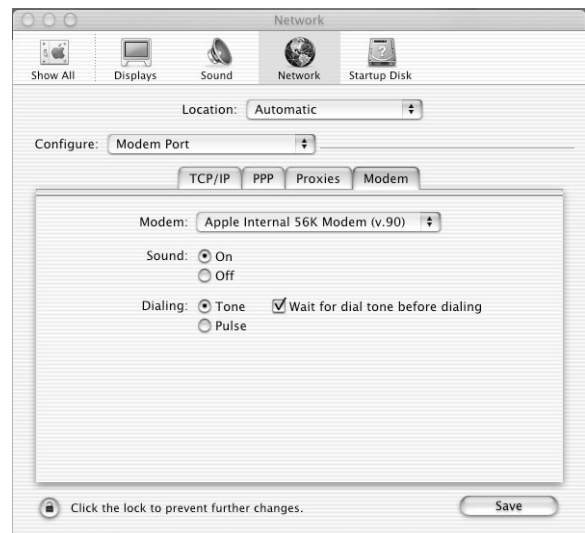 Network
Show All Displays Sound Network Startup Disk
Location: Automatic
Configure: Modem Port
TCP/IP PPP Proxies Modem
Modem: Apple Internal 56K Modem (v.90)
Sound: On
Off
Dialing: Tone Wait for dial tone before dialing
Pulse
Click the lock to prevent further changes. Save